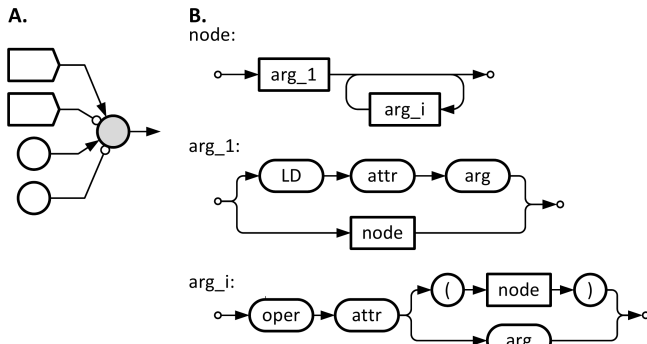 A.
B.
node:
arg_1
arg_i
arg_1:
LD attr arg
node
arg_i:
( node )
oper attr
arg